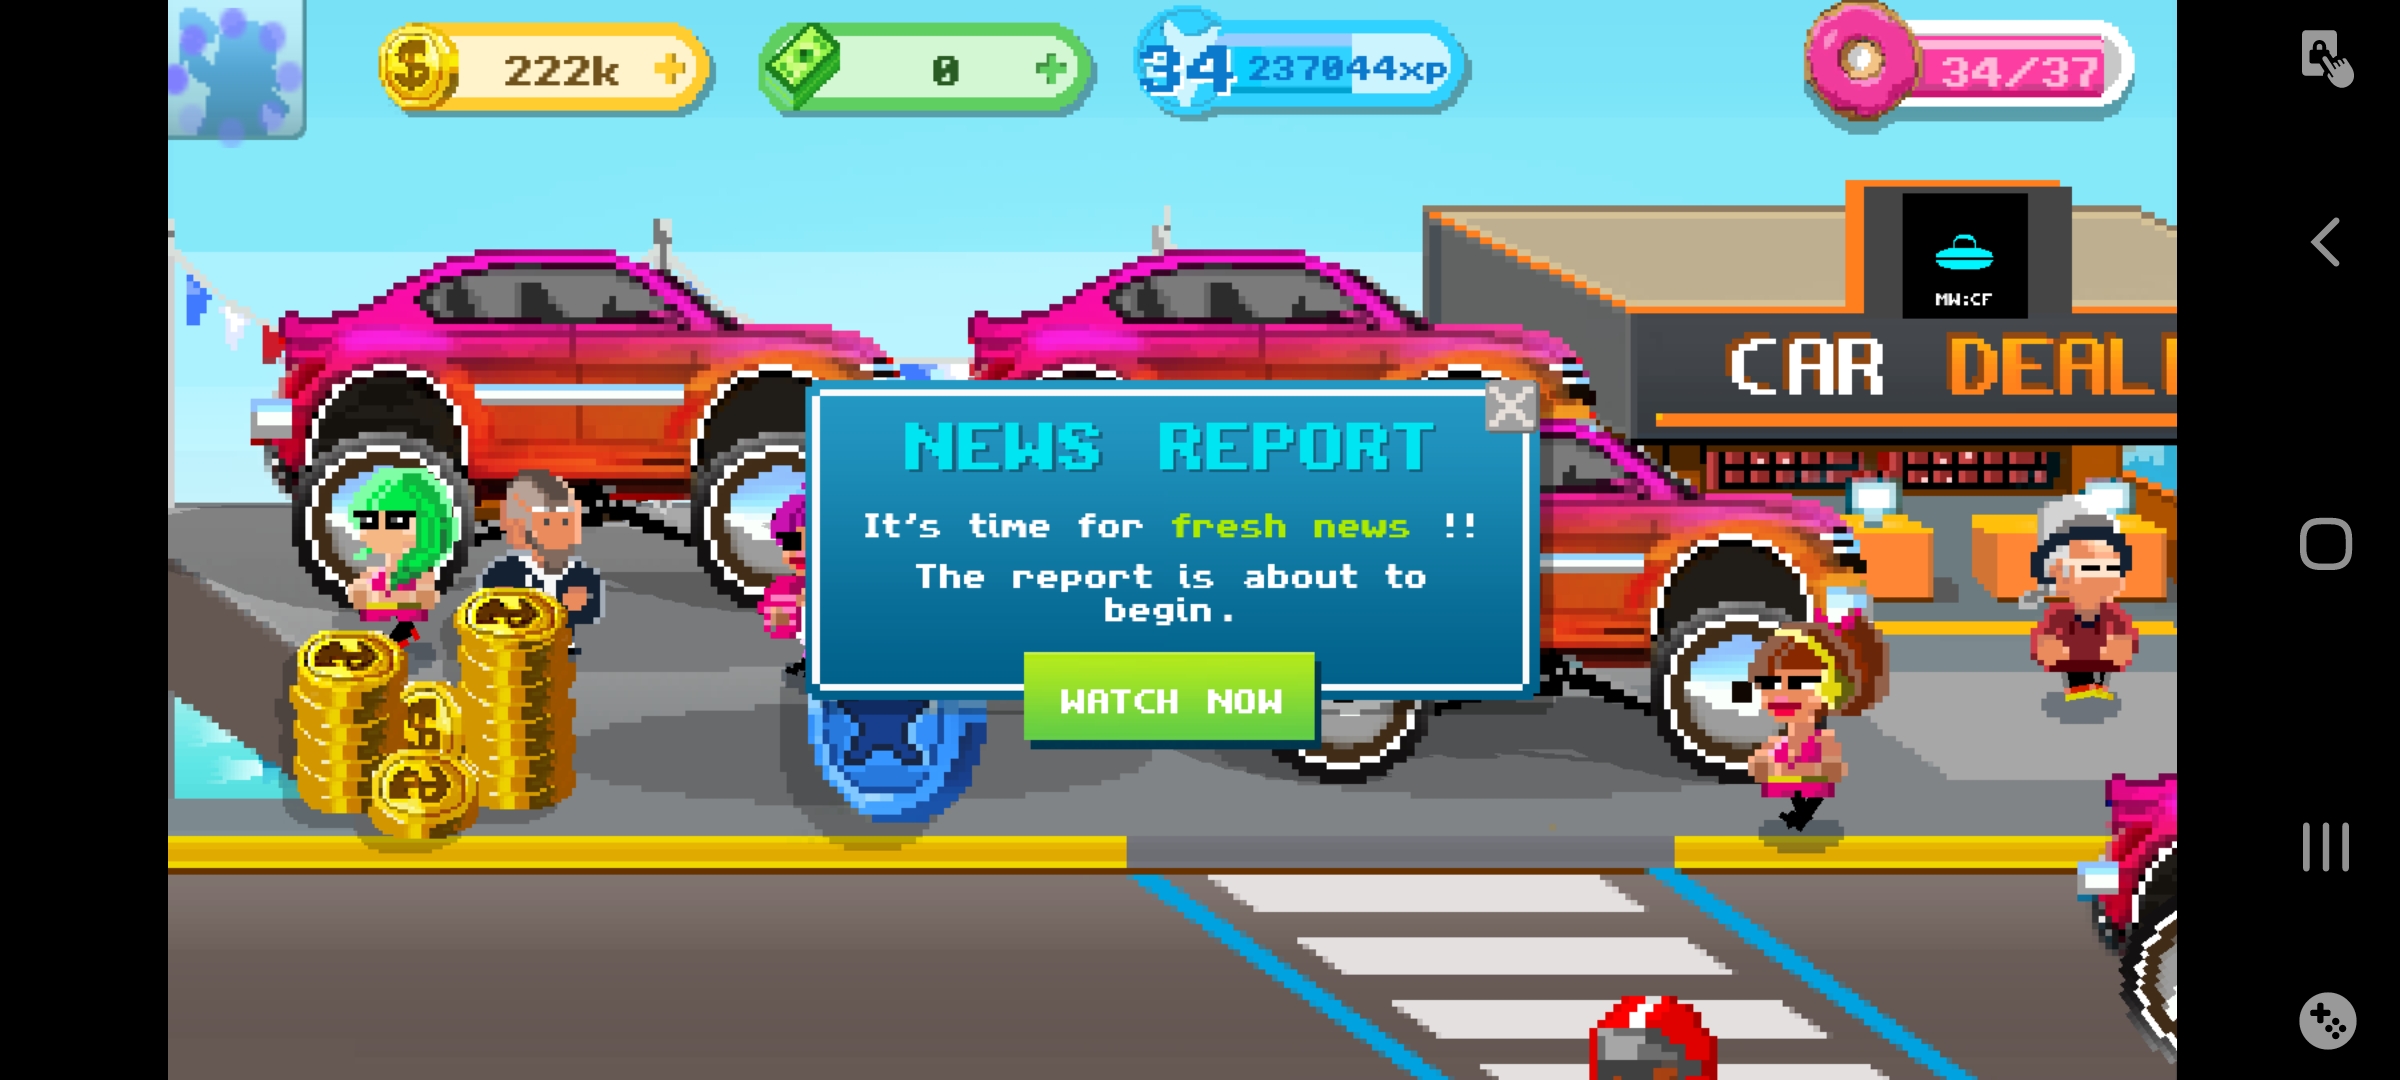 222k
0
34 237044xp
34/37
MW:CF
CAR DEAL
NEWS REPORT
It's time for fresh news !!
The report is about to
begin.
WATCH NOW